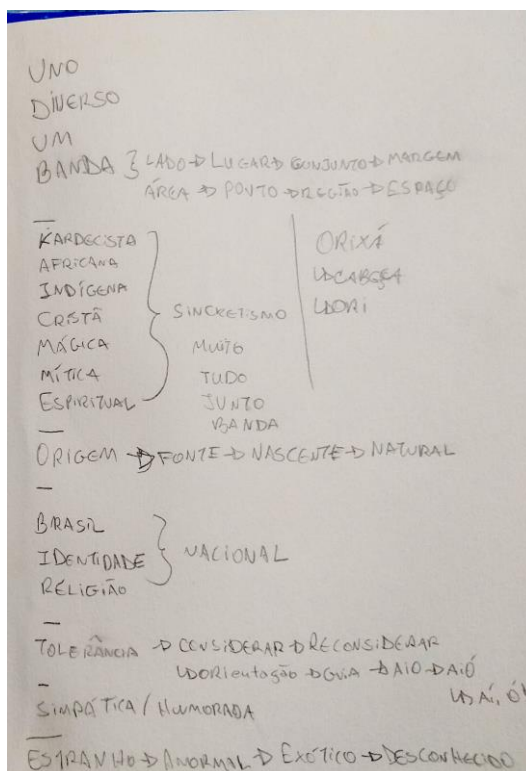 UNO
DIVERSO
UM
BANDA } LADO → LUGAR → CONJUNTO → MARGEM
ÁREA → PONTO → REGIÃO → ESPAÇO
—
KARDECISTA
AFRICANA
INDÍGENA
CRISTÃ
MÁGICA
MÍTICA
ESPIRITUAL
} SINCRETISMO
MUITO
TUDO
JUNTO
BANDA
ORIXÁ
↳ CABEÇA
↳ ORI
—
ORIGEM → FONTE → NASCENTE → NATURAL
—
BRASIL
IDENTIDADE
RELIGIÃO
} NACIONAL
—
TOLERÂNCIA → CONSIDERAR → RECONSIDERAR
↳ ORIENTAÇÃO → GUIA → AIO → AIÓ
↳ AÍ, Ó!
—
SIMPÁTICA / HUMORADA
—
ESTRANHO → ANORMAL → EXÓTICO → DESCONHECIDO